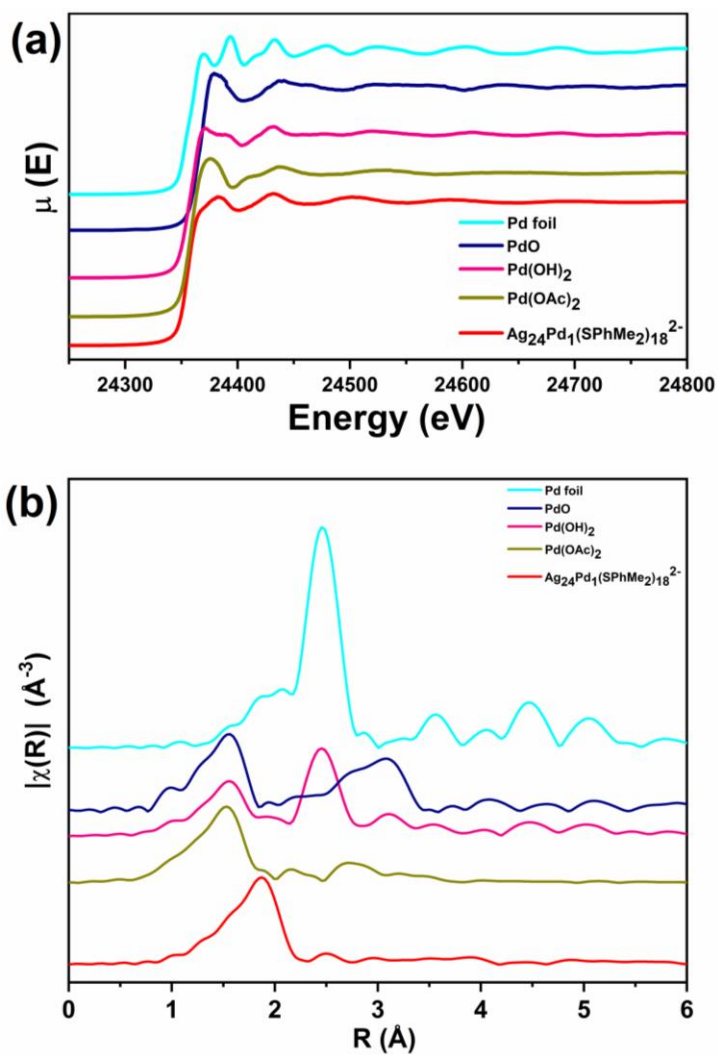 (a)
μ (E)
Pd foil
PdO
Pd(OH)2
Pd(OAc)2
Ag24Pd1(SPhMe2)18 2-
24300 24400 24500 24600 24700 24800
Energy (eV)
(b)
|χ(R)| (Å-3)
Pd foil
PdO
Pd(OH)2
Pd(OAc)2
Ag24Pd1(SPhMe2)18 2-
0 1 2 3 4 5 6
R (Å)